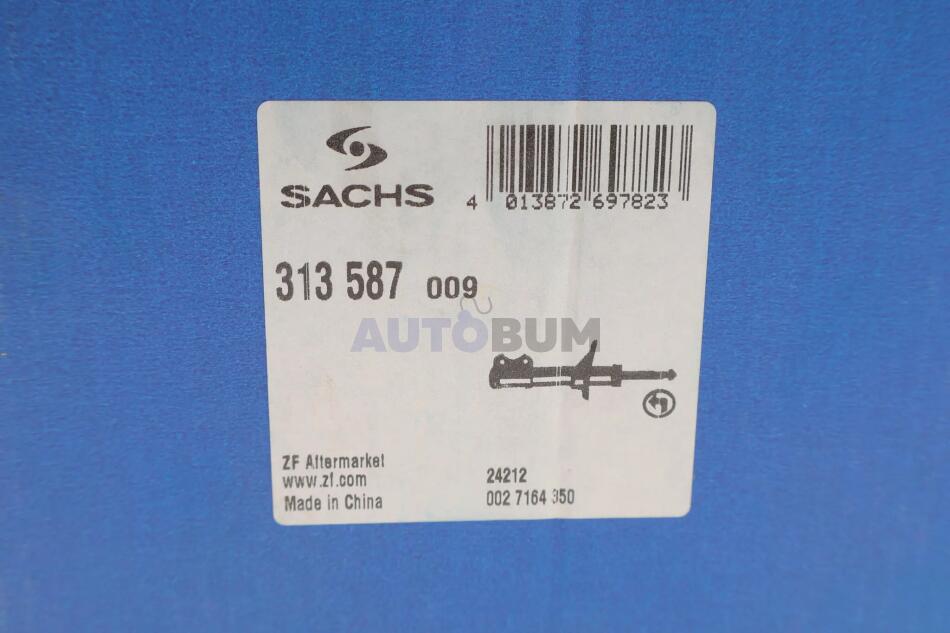 SACHS
4 013872 697823
313 587 009
AUTOBUM
ZF Aftermarket
www.zf.com
Made in China
24212
002 7164 350